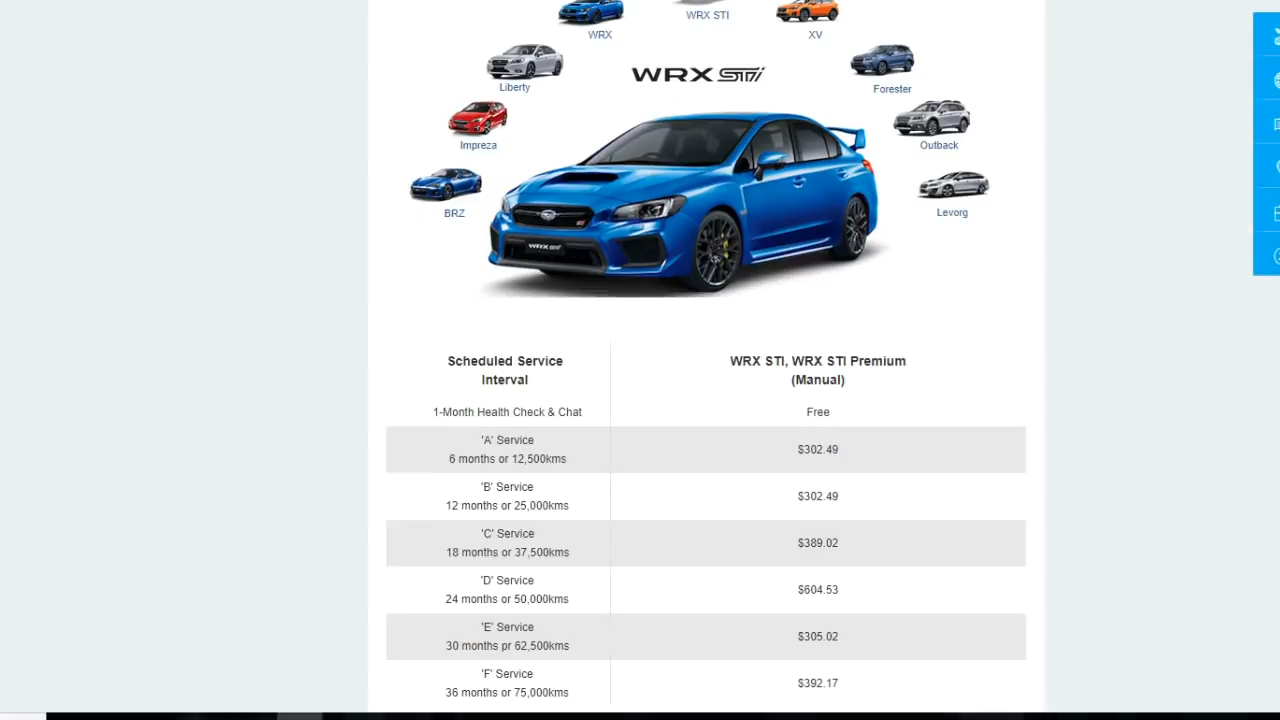 WRX STI
WRX
XV
WRX STI
Liberty
Forester
Impreza
Outback
BRZ
Levorg
WRX STI
Scheduled Service
Interval
WRX STI, WRX STI Premium
(Manual)
1-Month Health Check & Chat
Free
'A' Service
6 months or 12,500kms
$302.49
'B' Service
12 months or 25,000kms
$302.49
'C' Service
18 months or 37,500kms
$389.02
'D' Service
24 months or 50,000kms
$604.53
'E' Service
30 months pr 62,500kms
$305.02
'F' Service
36 months or 75,000kms
$392.17